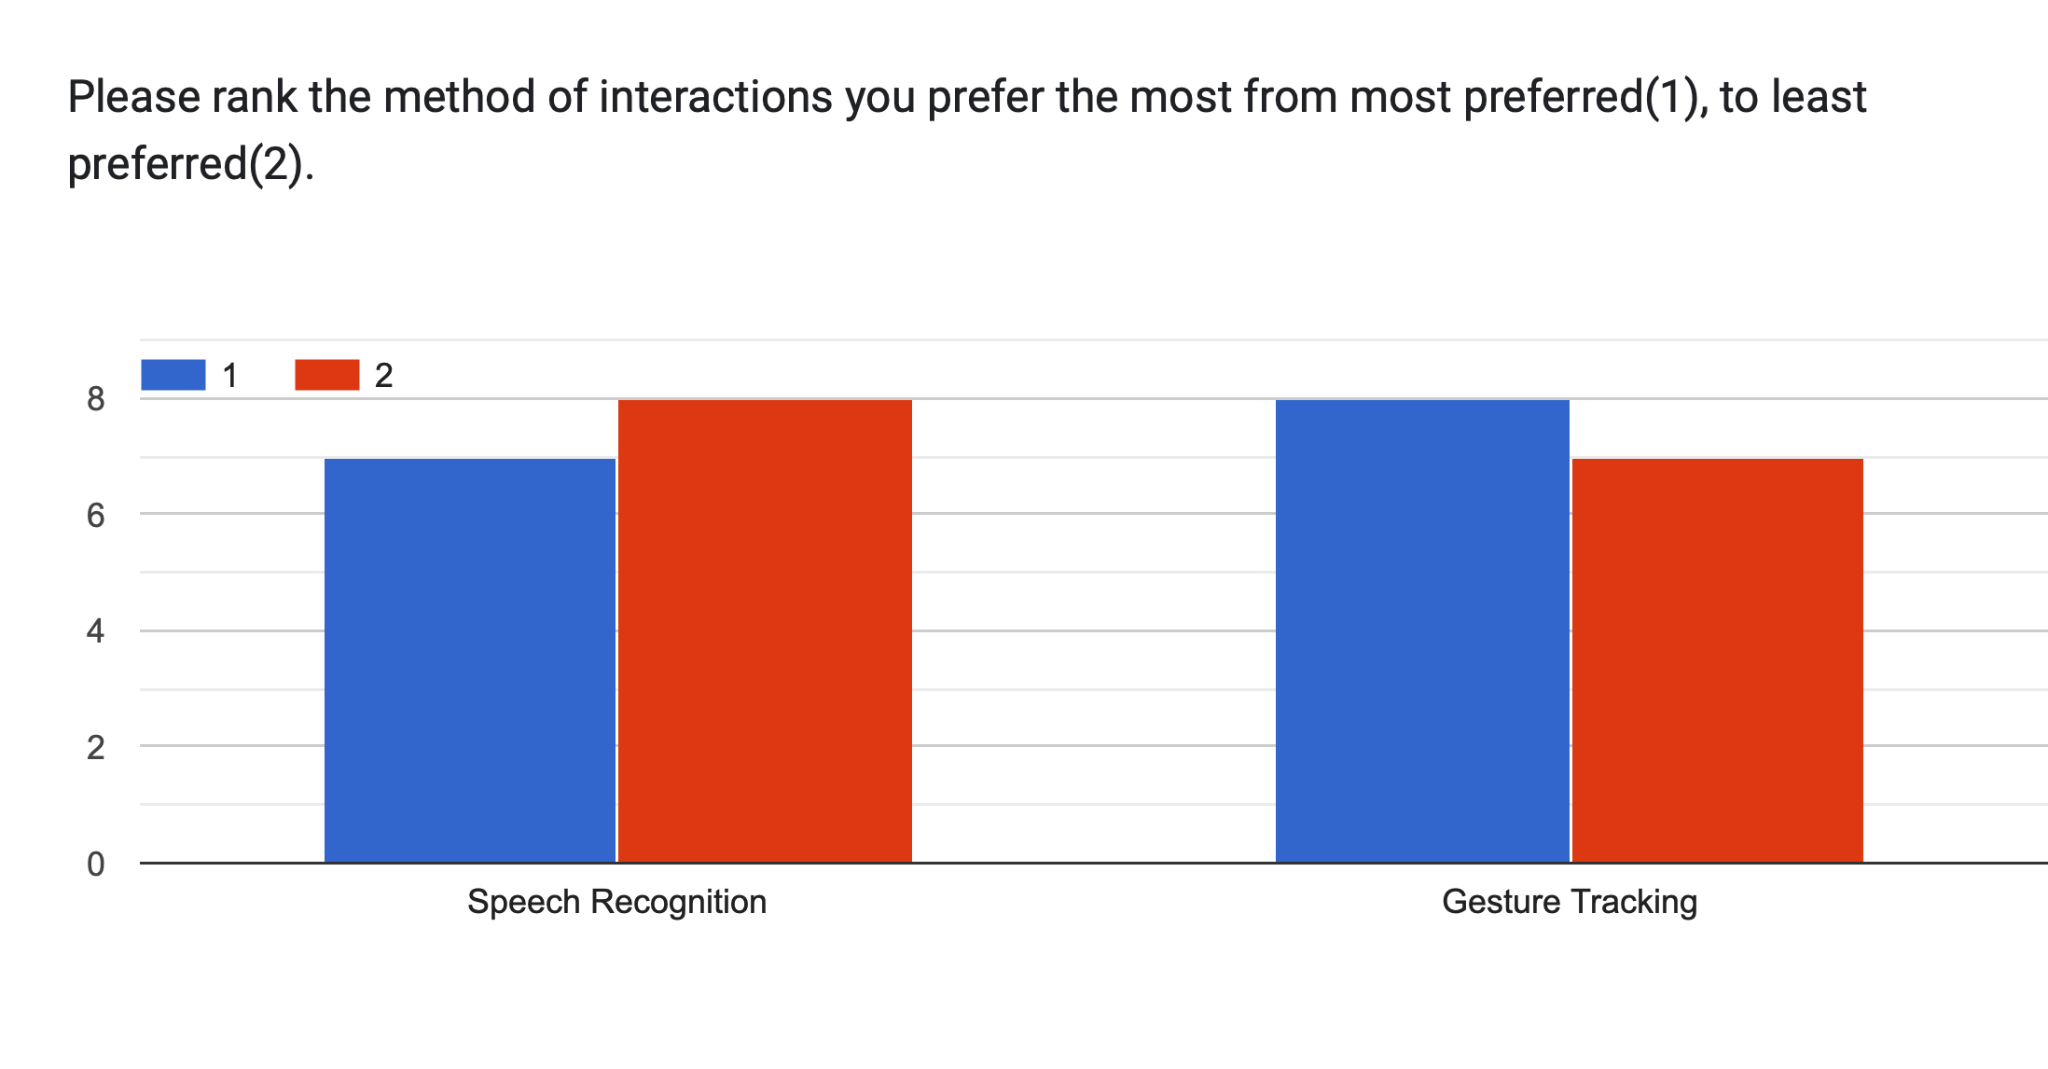 Please rank the method of interactions you prefer the most from most preferred(1), to least
preferred(2).
1 2
8
6
4
2
0
Speech Recognition Gesture Tracking